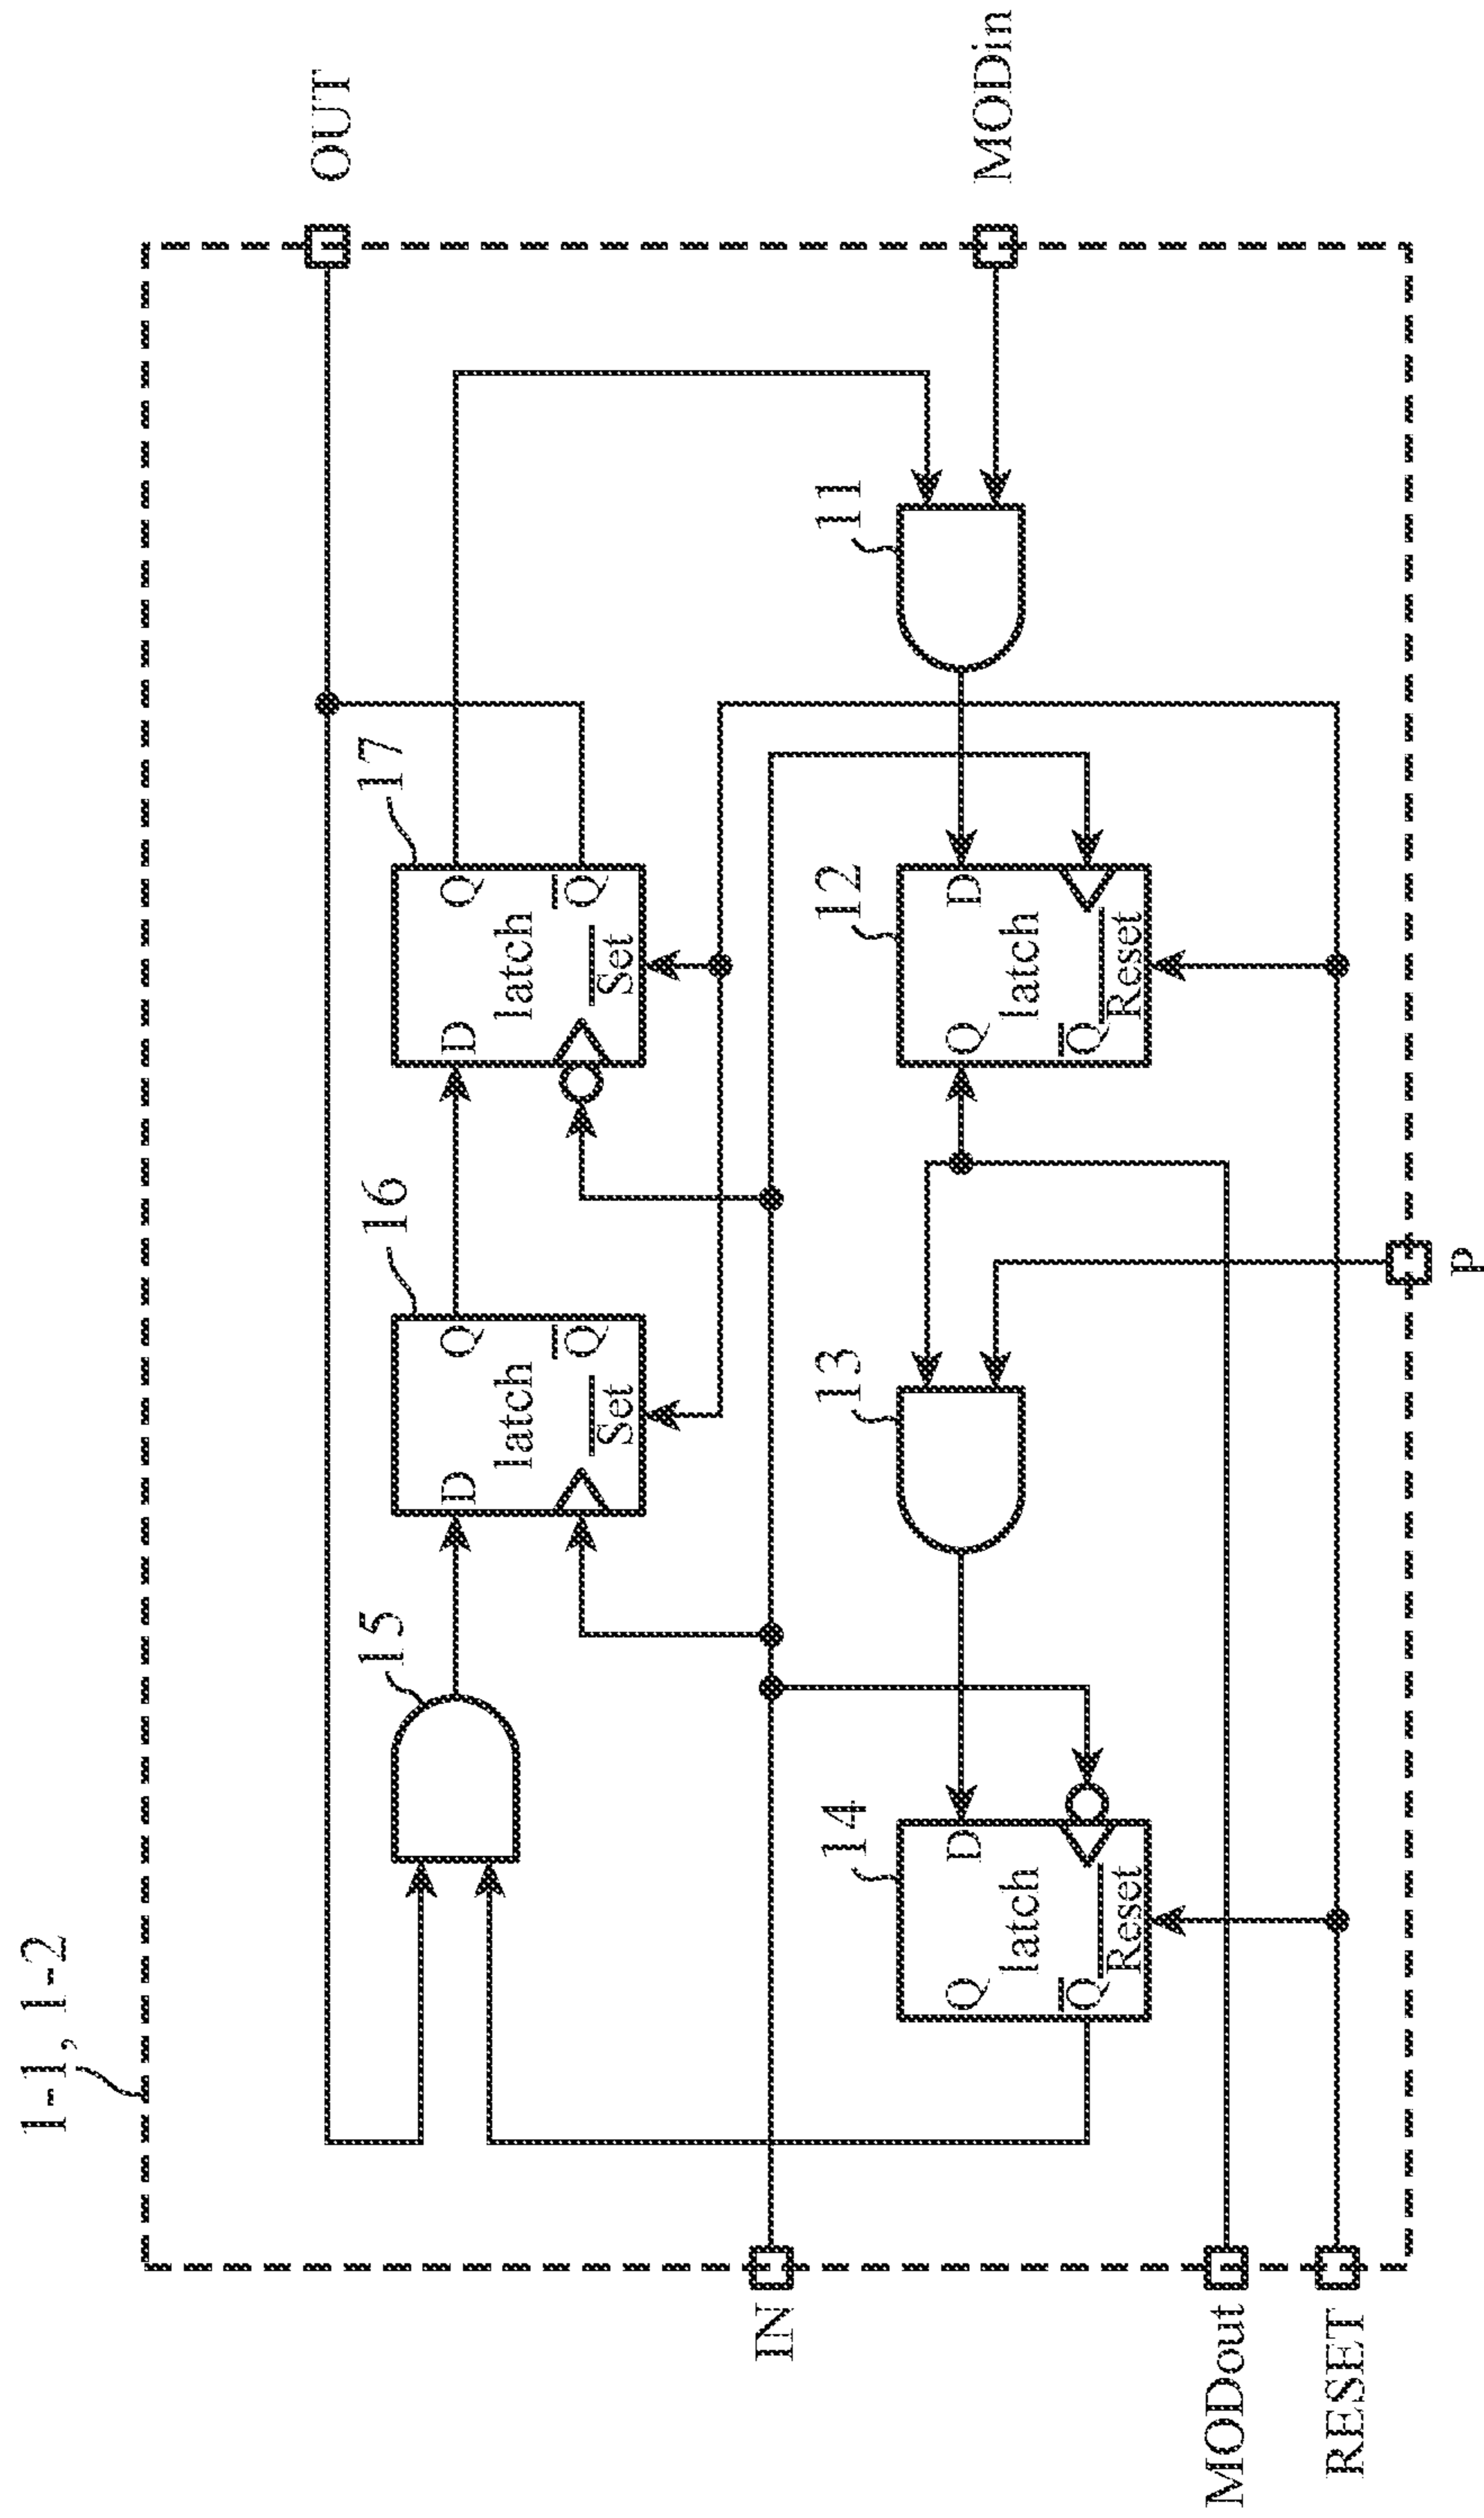 1-1, 1-2
OUT
15
16
17
D
Q
latch
Q
Set
D
Q
latch
Q
Set
IN
MODin
14
13
12
11
Q
D
latch
Q
Reset
Q
D
latch
Q
Reset
MODout
RESET
P